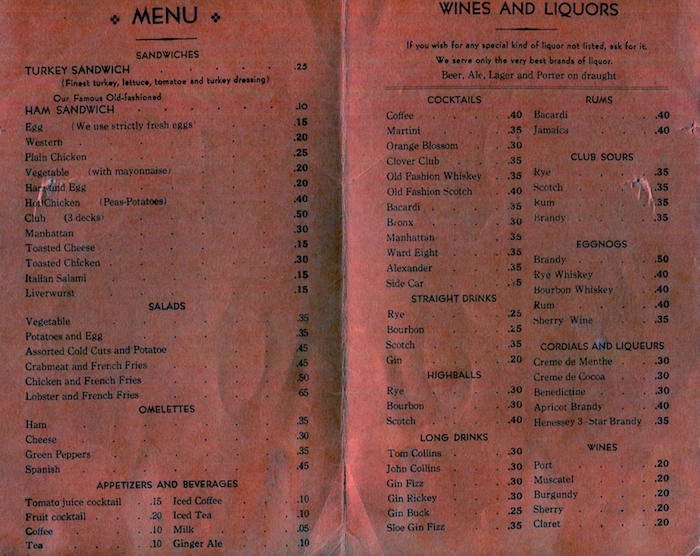 MENU
SANDWICHES
TURKEY SANDWICH .25
(Finest turkey, lettuce, tomatoe and turkey dressing)
Our Famous Old-fashioned
HAM SANDWICH .10
Egg (We use strictly fresh eggs .15
Western .20
Plain Chicken .25
Vegetable (with mayonnaise) .20
Ham and Egg .20
Hot Chicken (Peas-Potatoes) .40
Club (3 decks) .50
Manhattan .30
Toasted Cheese .15
Toasted Chicken .30
Italian Salami .15
Liverwurst .15
SALADS
Vegetable .35
Potatoes and Egg .35
Assorted Cold Cuts and Potatoe .45
Crabmeat and French Fries .45
Chicken and French Fries .50
Lobster and French Fries 65
OMELETTES
Ham .35
Cheese .30
Green Peppers .35
Spanish .45
APPETIZERS AND BEVERAGES
Tomato juice cocktail .15
Fruit cocktail .20
Coffee .10
Tea .10
Iced Coffee .10
Iced Tea .10
Milk .05
Ginger Ale .10
WINES AND LIQUORS
If you wish for any special kind of liquor not listed, ask for it.
We serve only the very best brands of liquor.
Beer, Ale, Lager and Porter on draught
COCKTAILS
Coffee .40
Martini .35
Orange Blossom .30
Clover Club .35
Old Fashion Whiskey .35
Old Fashion Scotch .40
Bacardi .35
Bronx .30
Manhattan .35
Ward Eight .35
Alexander .35
Side Car
STRAIGHT DRINKS
Rye .25
Bourbon .25
Scotch .35
Gin .20
HIGHBALLS
Rye .30
Bourbon .30
Scotch .40
LONG DRINKS
Tom Collins .30
John Collins .30
Gin Fizz .30
Gin Rickey .30
Gin Buck .25
Sloe Gin Fizz .35
RUMS
Bacardi .40
Jamaica .40
CLUB SOURS
Rye .35
Scotch .35
Rum .35
Brandy .35
EGGNOGS
Brandy .50
Rye Whiskey .40
Bourbon Whiskey .40
Rum .40
Sherry Wine .35
CORDIALS AND LIQUEURS
Creme de Menthe .30
Creme de Cocoa .30
Benedictine .30
Apricot Brandy .40
Henessey 3-Star Brandy .35
WINES
Port .20
Muscatel .20
Burgundy .20
Sherry .20
Claret .20